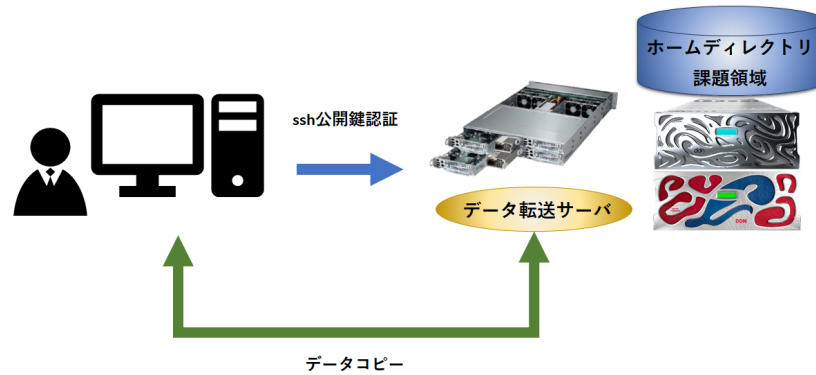 ホームディレクトリ
課題領域
ssh公開鍵認証
データ転送サーバ
DDN
データコピー